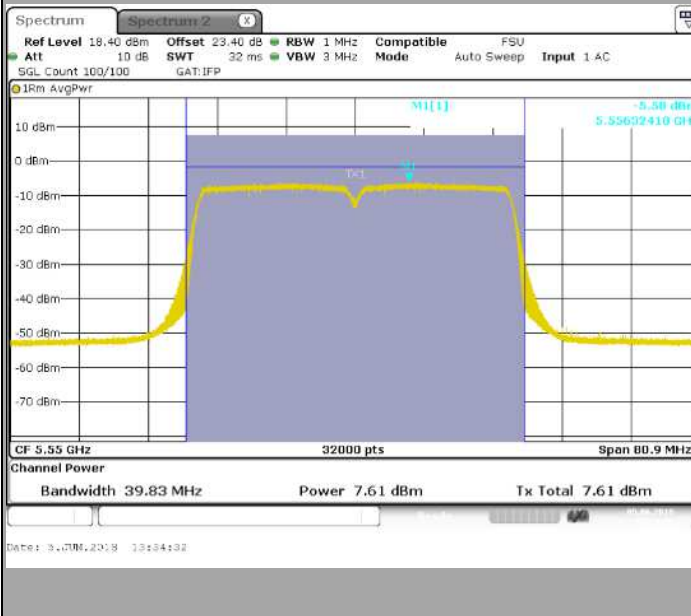 Spectrum Spectrum 2 X
Ref Level 18.40 dBm Offset 23.40 dB RBW 1 MHz Compatible FSU
Att 10 dB SWT 32 ms VBW 3 MHz Mode Auto Sweep Input 1 AC
SGL Count 100/100 GAT:IFP
1Rm AvgPwr
M1[1] -5.58 dBm
5.55632410 GH
10 dBm
0 dBm
Tx1 M1
-10 dBm
-20 dBm
-30 dBm
-40 dBm
-50 dBm
-60 dBm
-70 dBm
CF 5.55 GHz 32000 pts Span 80.9 MHz
Channel Power
Bandwidth 39.83 MHz Power 7.61 dBm Tx Total 7.61 dBm
Date: 5.JUN.2018 13:54:32